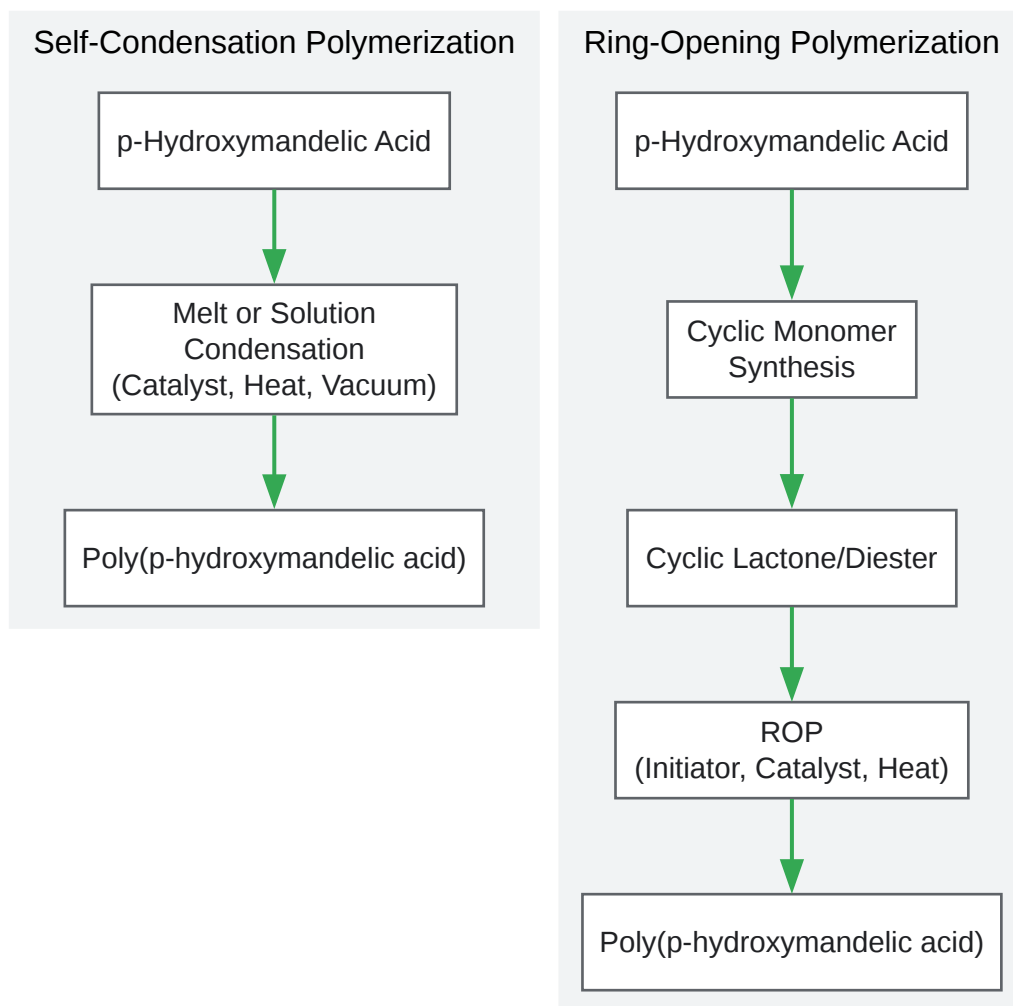 Self-Condensation Polymerization
p-Hydroxymandelic Acid
Melt or Solution
Condensation
(Catalyst, Heat, Vacuum)
Poly(p-hydroxymandelic acid)
Ring-Opening Polymerization
p-Hydroxymandelic Acid
Cyclic Monomer
Synthesis
Cyclic Lactone/Diester
ROP
(Initiator, Catalyst, Heat)
Poly(p-hydroxymandelic acid)